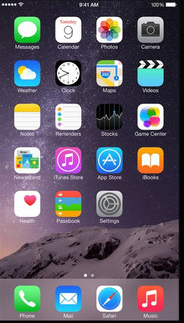 9:41 AM 100%
Tuesday
9
Messages Calendar Photos Camera
Weather Clock Maps Videos
Notes Reminders Stocks Game Center
Newsstand iTunes Store App Store iBooks
Health Passbook Settings
Phone Mail Safari Music